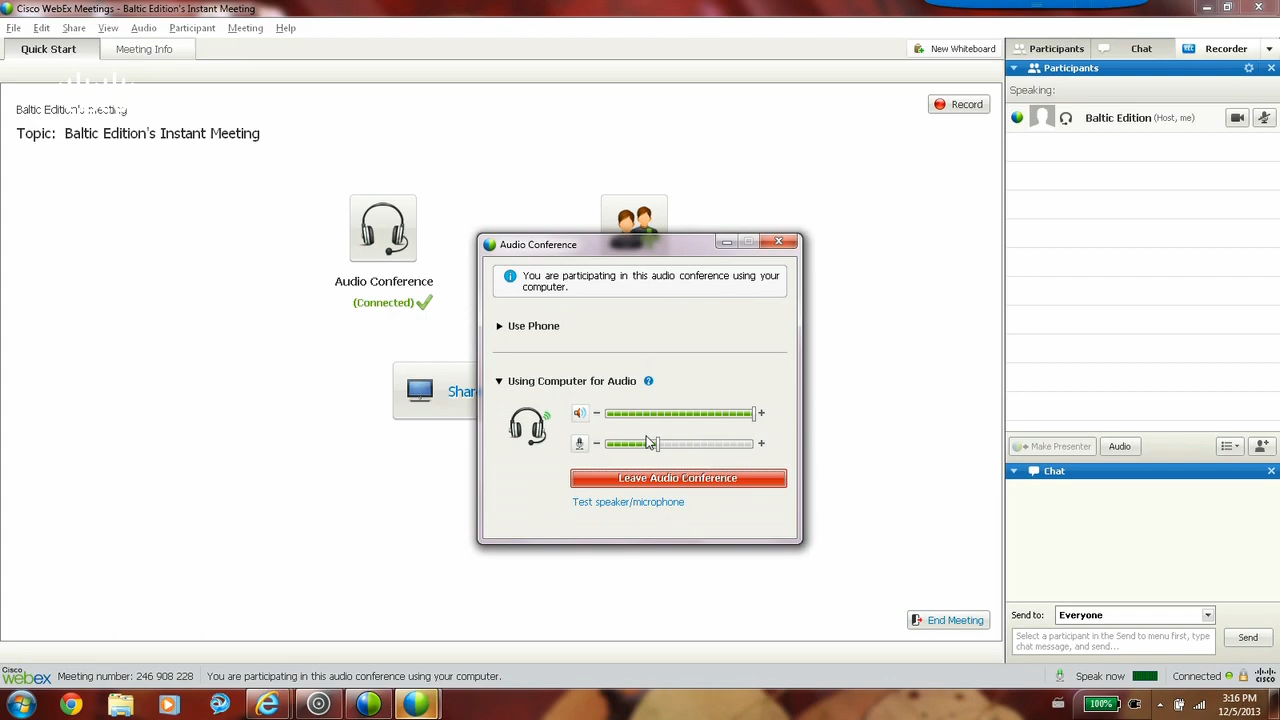 Cisco WebEx Meetings - Baltic Edition's Instant Meeting
File Edit Share View Audio Participant Meeting Help
Quick Start Meeting Info
New Whiteboard
Participants Chat Recorder
Participants
Speaking:
Baltic Edition's meeting
Record
Baltic Edition (Host, me)
Topic: Baltic Edition's Instant Meeting
Audio Conference
(Connected)
Shar
Audio Conference
You are participating in this audio conference using your
computer.
Use Phone
Using Computer for Audio
Leave Audio Conference
Test speaker/microphone
Make Presenter Audio
Chat
Send to: Everyone
Select a participant in the Send to menu first, type
chat message, and send...
Send
End Meeting
Cisco
webex
Meeting number: 246 908 228 You are participating in this audio conference using your computer.
Speak now Connected
cisco
100%
3:16 PM
12/5/2013